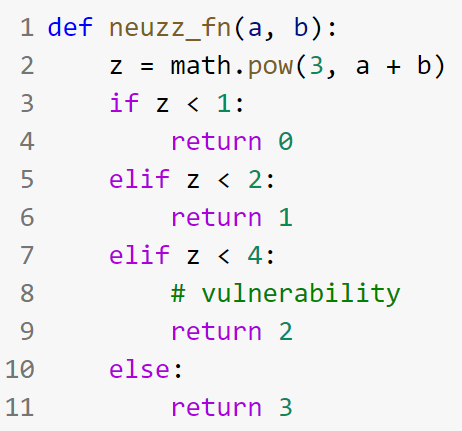 1 def neuzz_fn(a, b):
2     z = math.pow(3, a + b)
3     if z < 1:
4         return 0
5     elif z < 2:
6         return 1
7     elif z < 4:
8         # vulnerability
9         return 2
10     else:
11         return 3